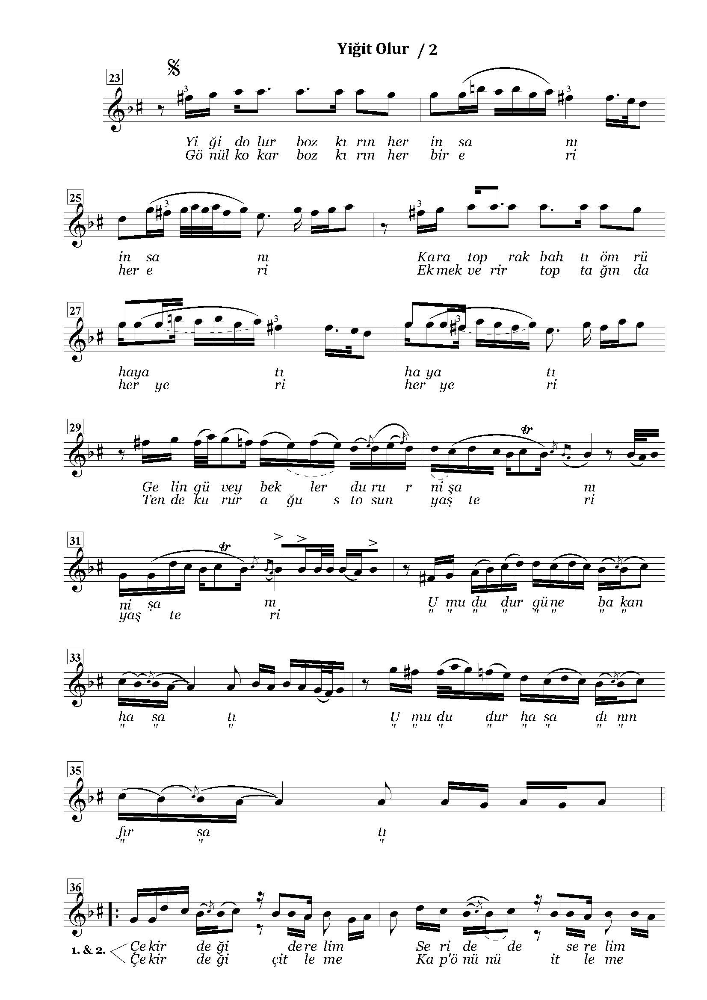 Yiğit Olur / 2
23
3
3
Yi ği do lur boz kı rın her in sa nı
Gö nül ko kar boz kı rın her bir e ri
25
3
3
in sa nı Kara top rak bah tı öm rü
her e ri Ek mek ve rir top ta ğın da
27
3
3
haya tı ha ya tı
her ye ri her ye ri
29
tr
Ge lin gü vey bek ler du ru r ni şa nı
Ten de ku rur a ğu s to sun yaş te ri
31
tr
ni şa nı U mu du dur güne ba kan
yaş te ri " " " " " " " "
33
ha sa tı U mu du dur ha sa dı nın
" " " " " " " " " " "
35
fır sa tı
" " "
36
1. & 2.
Çe kir de ği de re lim Se ri de de se re lim
Çe kir de ği çit le me Ka p'ö nü nü it le me